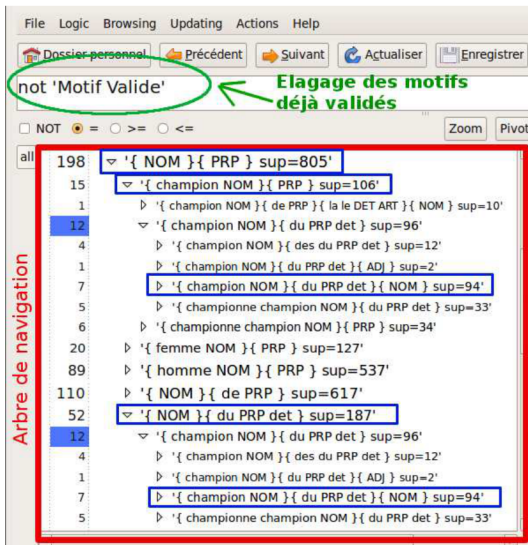 File Logic Browsing Updating Actions Help
Dossier personnel Précédent Suivant Actualiser Enregistrer
not 'Motif Valide'
Elagage des motifs
déjà validés
NOT = >= <= Zoom Pivot
all
Arbre de navigation
198 '{ NOM }{ PRP } sup=805'
15 '{ champion NOM }{ PRP } sup=106'
1 '{ champion NOM }{ de PRP }{ la le DET ART }{ NOM } sup=10'
12 '{ champion NOM }{ du PRP det } sup=96'
4 '{ champion NOM }{ des du PRP det } sup=12'
1 '{ champion NOM }{ du PRP det }{ ADJ } sup=2'
7 '{ champion NOM }{ du PRP det }{ NOM } sup=94'
5 '{ championne champion NOM }{ du PRP det } sup=33'
6 '{ championne champion NOM }{ PRP } sup=34'
20 '{ femme NOM }{ PRP } sup=127'
89 '{ homme NOM }{ PRP } sup=537'
110 '{ NOM }{ de PRP } sup=617'
52 '{ NOM }{ du PRP det } sup=187'
12 '{ champion NOM }{ du PRP det } sup=96'
4 '{ champion NOM }{ des du PRP det } sup=12'
1 '{ champion NOM }{ du PRP det }{ ADJ } sup=2'
7 '{ champion NOM }{ du PRP det }{ NOM } sup=94'
5 '{ championne champion NOM }{ du PRP det } sup=33'